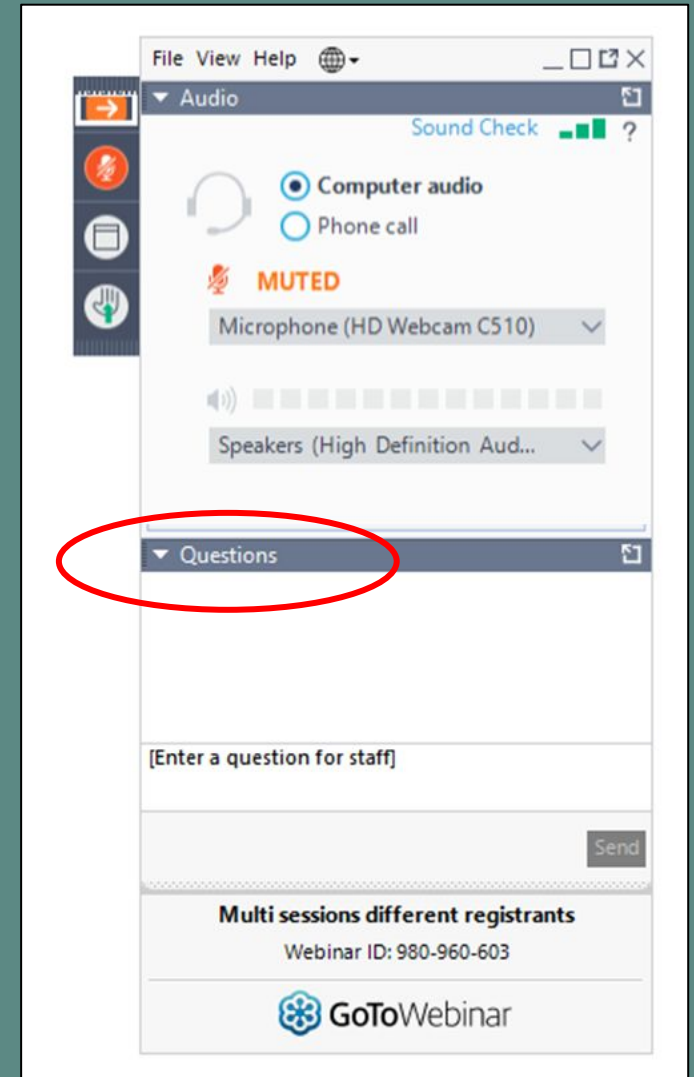 File View Help
Audio
Sound Check ?
Computer audio
Phone call
MUTED
Microphone (HD Webcam C510)
Speakers (High Definition Aud...
Questions
[Enter a question for staff]
Send
Multi sessions different registrants
Webinar ID: 980-960-603
GoToWebinar